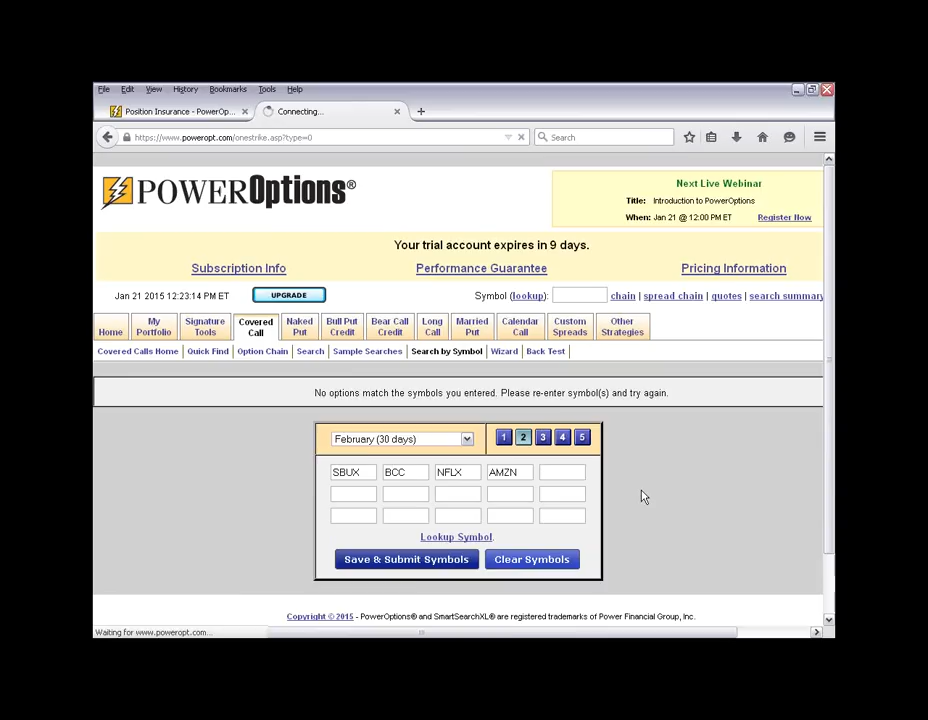 File Edit View History Bookmarks Tools Help
Position Insurance - PowerOp... × Connecting... × +
https://www.poweropt.com/onestrike.asp?type=0 Search
POWEROptions®
Next Live Webinar
Title: Introduction to PowerOptions
When: Jan 21 @ 12:00 PM ET Register Now
Your trial account expires in 9 days.
Subscription Info Performance Guarantee Pricing Information
Jan 21 2015 12:23:14 PM ET UPGRADE Symbol (lookup): chain | spread chain | quotes | search summary
Home My Portfolio Signature Tools Covered Call Naked Put Bull Put Credit Bear Call Credit Long Call Married Put Calendar Call Custom Spreads Other Strategies
Covered Calls Home | Quick Find | Option Chain | Search | Sample Searches | Search by Symbol | Wizard | Back Test |
No options match the symbols you entered. Please re-enter symbol(s) and try again.
February (30 days) 1 2 3 4 5
SBUX BCC NFLX AMZN
Lookup Symbol.
Save & Submit Symbols Clear Symbols
Copyright © 2015 - PowerOptions® and SmartSearchXL® are registered trademarks of Power Financial Group, Inc.
Waiting for www.poweropt.com...